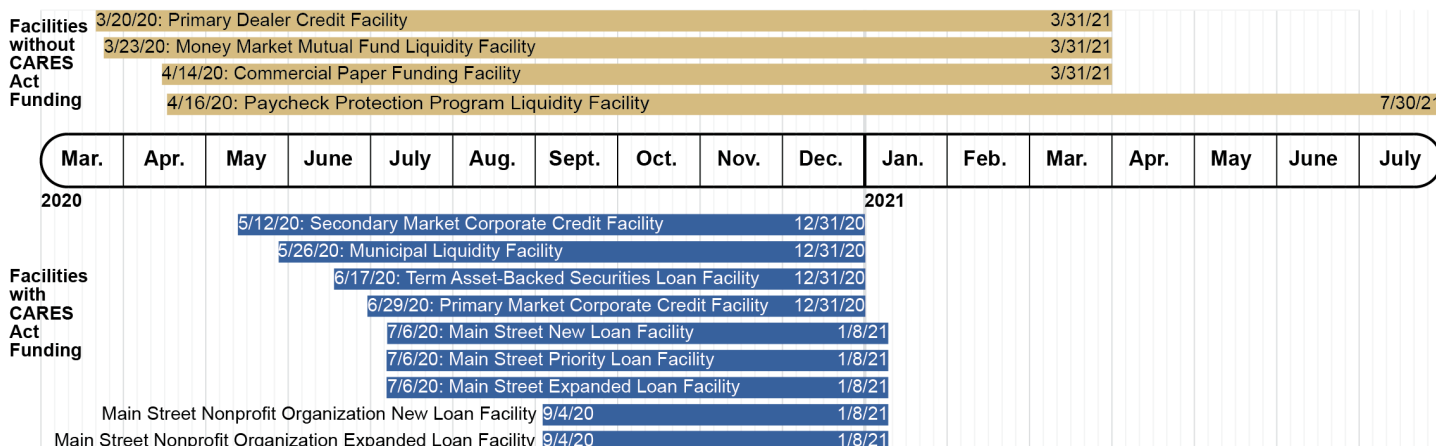 Facilities
without
CARES
Act
Funding
3/20/20: Primary Dealer Credit Facility 3/31/21
3/23/20: Money Market Mutual Fund Liquidity Facility 3/31/21
4/14/20: Commercial Paper Funding Facility 3/31/21
4/16/20: Paycheck Protection Program Liquidity Facility 7/30/21
Mar. Apr. May June July Aug. Sept. Oct. Nov. Dec. Jan. Feb. Mar. Apr. May June July
2020 2021
Facilities
with
CARES
Act
Funding
5/12/20: Secondary Market Corporate Credit Facility 12/31/20
5/26/20: Municipal Liquidity Facility 12/31/20
6/17/20: Term Asset-Backed Securities Loan Facility 12/31/20
6/29/20: Primary Market Corporate Credit Facility 12/31/20
7/6/20: Main Street New Loan Facility 1/8/21
7/6/20: Main Street Priority Loan Facility 1/8/21
7/6/20: Main Street Expanded Loan Facility 1/8/21
Main Street Nonprofit Organization New Loan Facility 9/4/20 1/8/21
Main Street Nonprofit Organization Expanded Loan Facility 9/4/20 1/8/21